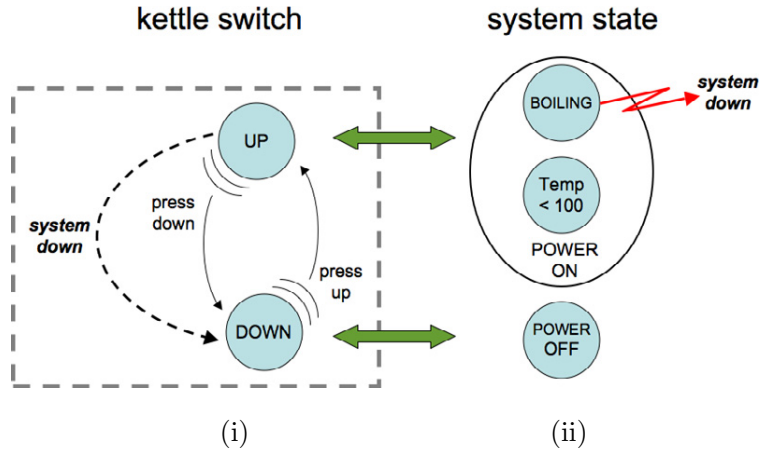 kettle switch
system state
UP
press
down
system
down
press
up
DOWN
BOILING
system
down
Temp
< 100
POWER
ON
POWER
OFF
(i)
(ii)